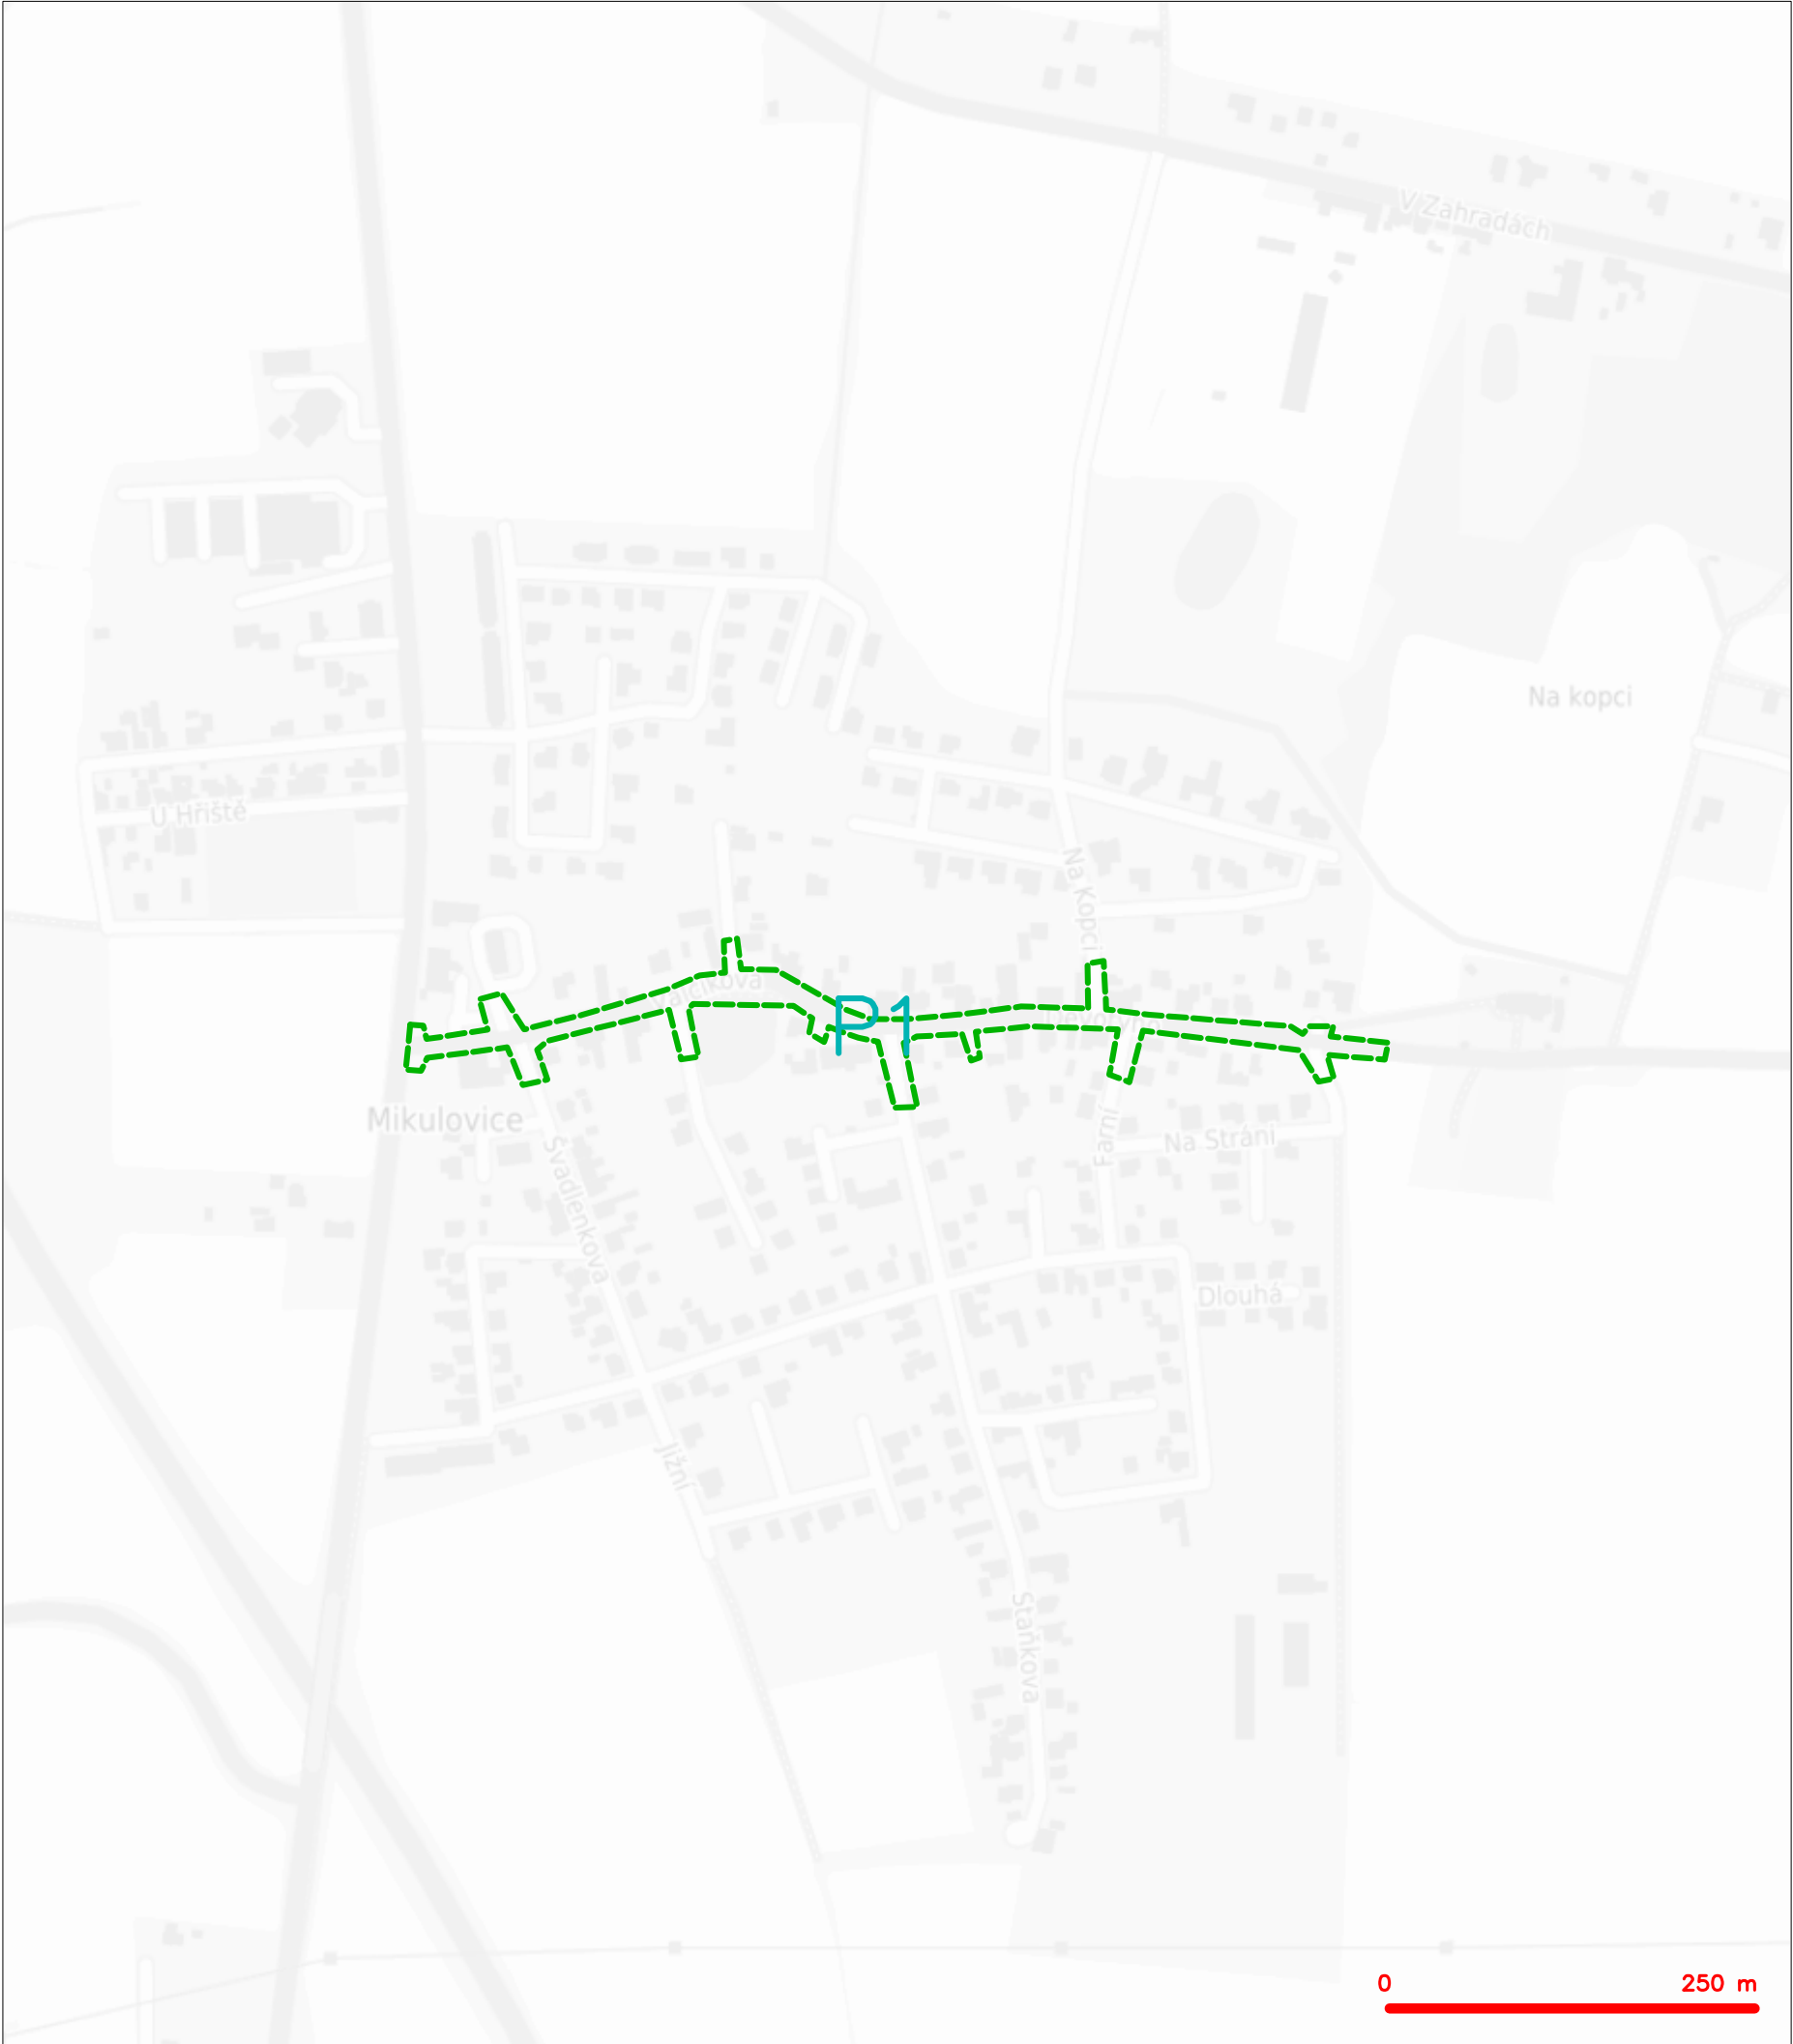 V Zahradách
Na kopci
U Hřiště
Na Kopci
P1
Mikulovice
Farní
Na Stráni
Švadlenkova
Dlouhá
Jižní
Staňkova
0 250 m